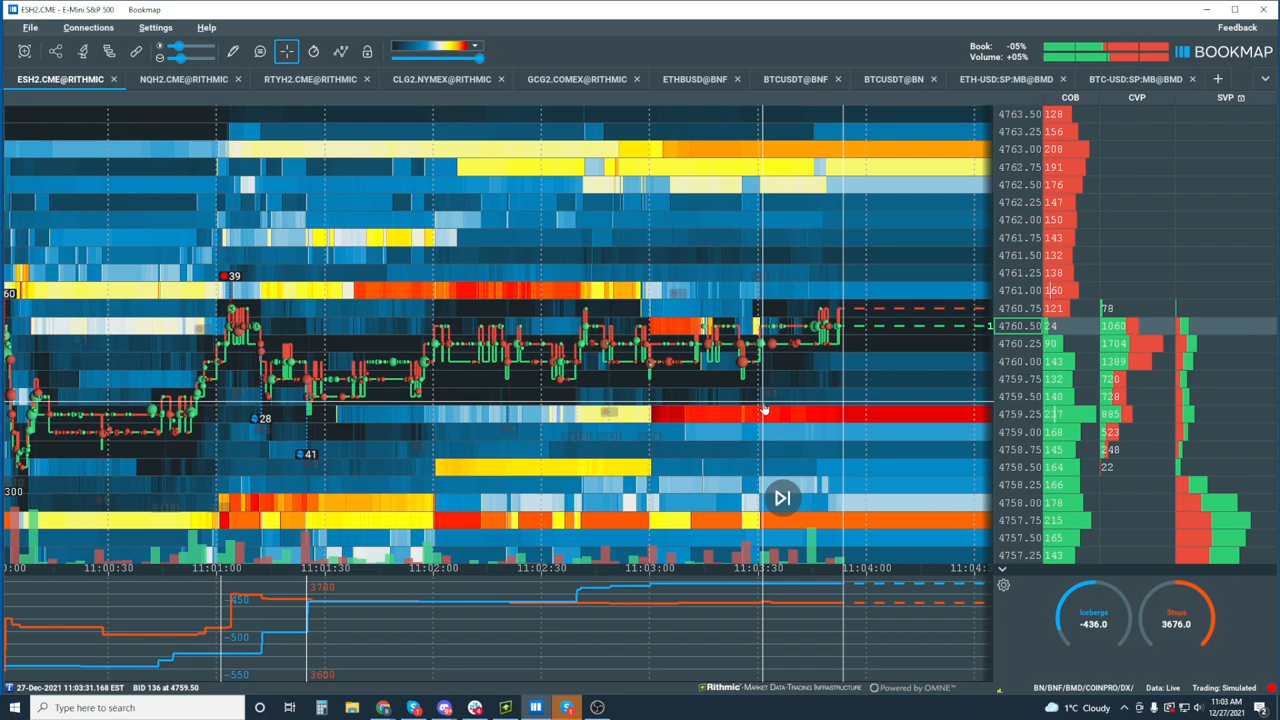 ESH2.CME - E-Mini S&P 500 Bookmap
File Connections Settings Help Feedback
Book: -05%
Volume: +05%
BOOKMAP
ESH2.CME@RITHMIC NQH2.CME@RITHMIC RTYH2.CME@RITHMIC CLG2.NYMEX@RITHMIC GCG2.COMEX@RITHMIC ETHBUSD@BNF BTCUSDT@BNF BTCUSDT@BN ETH-USD:SP:MB@BMD BTC-USD:SP:MB@BMD
COB CVP SVP
4763.50 128
4763.25 156
4763.00 208
4762.75 191
4762.50 176
4762.25 147
4762.00 150
4761.75 143
4761.50 132
39 4761.25 138
60 4761.00 160
4760.75 121 78
1 4760.50 24 1060
4760.25 90 1704
4760.00 143 1389
4759.75 132 720
4759.50 140 728
28 4759.25 237 885
4759.00 168 523
41 4758.75 145 248
4758.50 164 22
4758.25 166
300
4758.00 178
4757.75 215
4757.50 165
4757.25 143
0:00 11:00:30 11:01:00 11:01:30 11:02:00 11:02:30 11:03:00 11:03:30 11:04:00 11:04:3
-450 3700
-500
-550 3600
Icebergs Stops
-436.0 3676.0
27-Dec-2021 11:03:31.168 EST BID 136 at 4759.50 Rithmic - MARKET DATA-TRADING INFRASTRUCTURE Powered by OMNE™ BN/BNF/BMD/COINPRO/DX/ Data: Live Trading: Simulated
Type here to search 1°C Cloudy 11:03 AM
12/27/2021